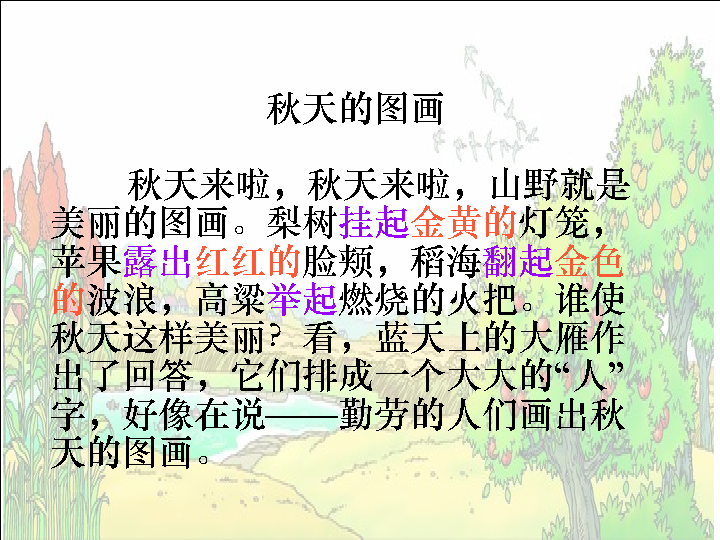 秋天的图画
秋天来啦，秋天来啦，山野就是
美丽的图画。梨树挂起金黄的灯笼，
苹果露出红红的脸颊，稻海翻起金色
的波浪，高粱举起燃烧的火把。谁使
秋天这样美丽？看，蓝天上的大雁作
出了回答，它们排成一个大大的“人”
字，好像在说——勤劳的人们画出秋
天的图画。